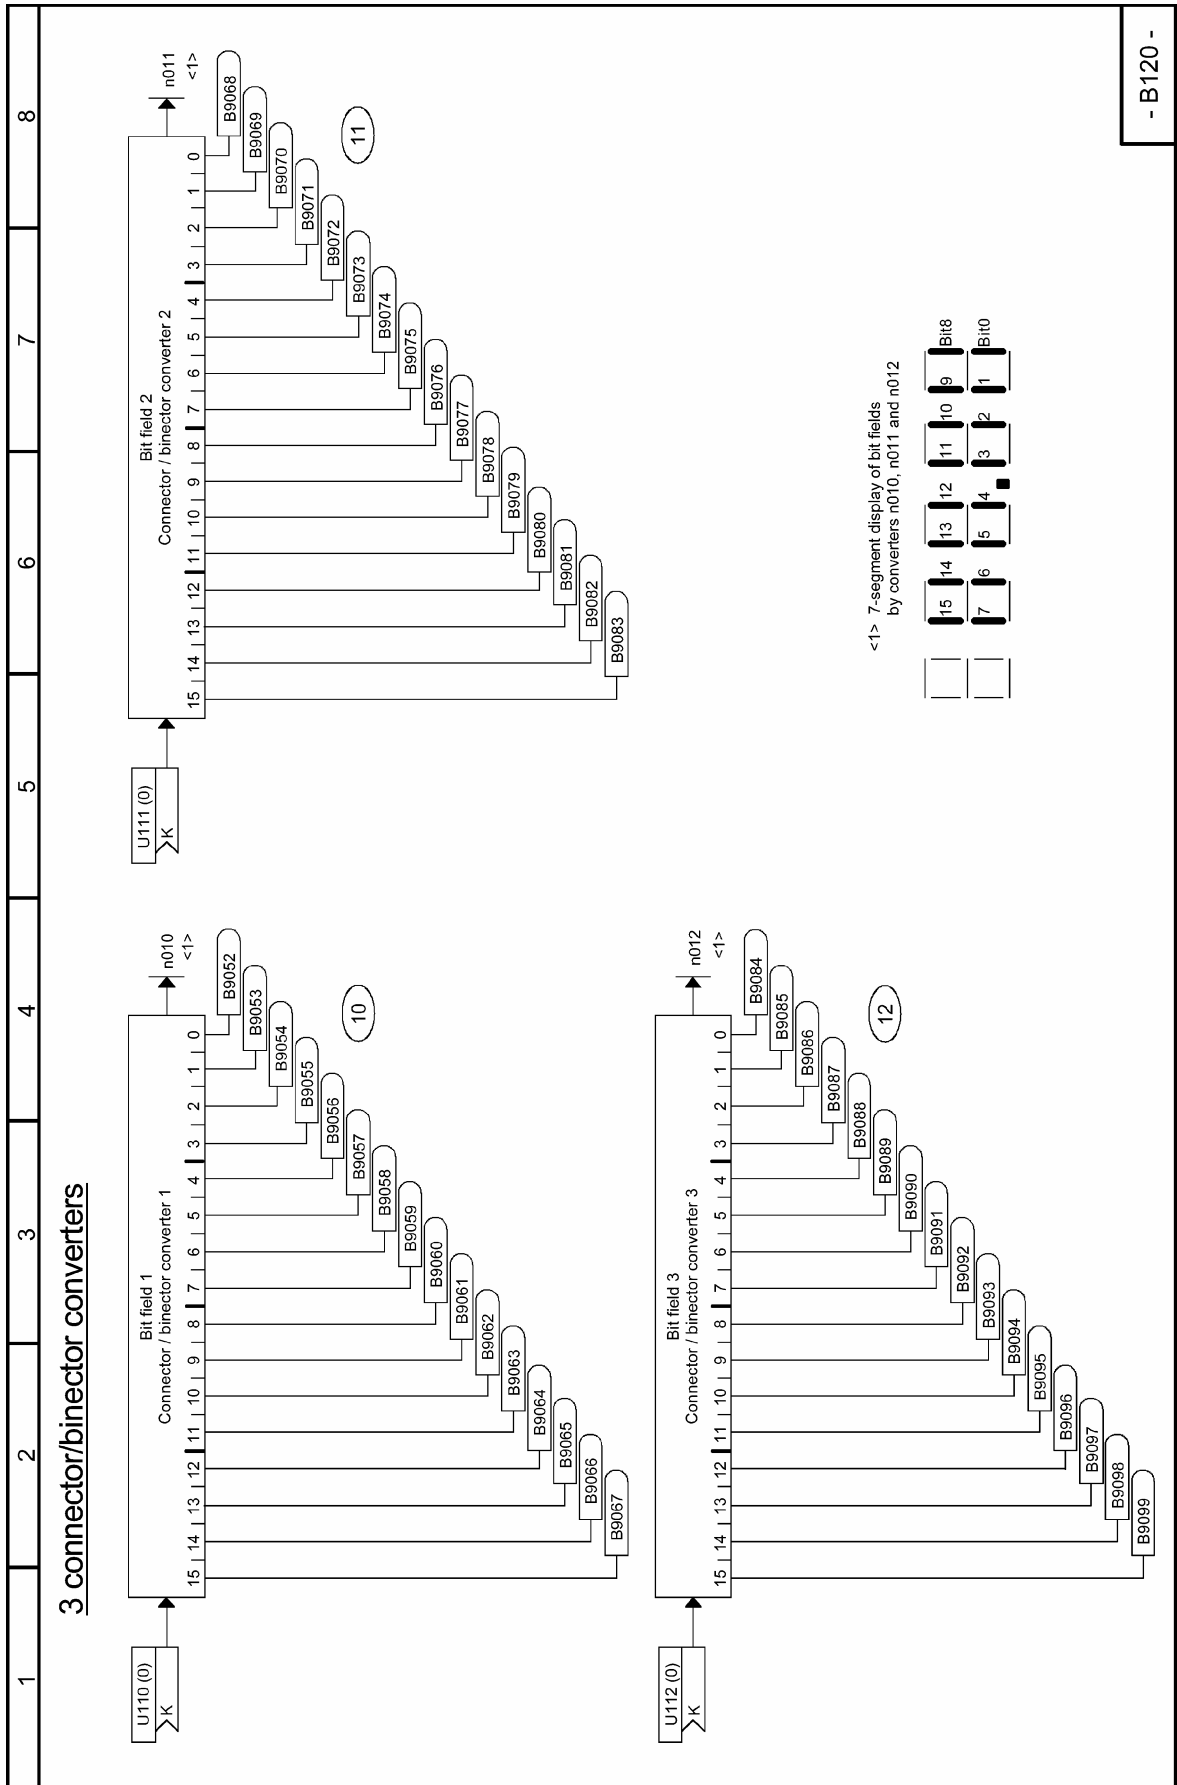 1 2 3 4 5 6 7 8
3 connector/binector converters
U110 (0)
K
Bit field 1
Connector / binector converter 1
15 14 13 12 11 10 9 8 7 6 5 4 3 2 1 0
n010
<1>
B9052
B9053
B9054
B9055
B9056
B9057
B9058
B9059
B9060
B9061
B9062
B9063
B9064
B9065
B9066
B9067
10
U111 (0)
K
Bit field 2
Connector / binector converter 2
15 14 13 12 11 10 9 8 7 6 5 4 3 2 1 0
n011
<1>
B9068
B9069
B9070
B9071
B9072
B9073
B9074
B9075
B9076
B9077
B9078
B9079
B9080
B9081
B9082
B9083
11
U112 (0)
K
Bit field 3
Connector / binector converter 3
15 14 13 12 11 10 9 8 7 6 5 4 3 2 1 0
n012
<1>
B9084
B9085
B9086
B9087
B9088
B9089
B9090
B9091
B9092
B9093
B9094
B9095
B9096
B9097
B9098
B9099
12
<1> 7-segment display of bit fields
by converters n010, n011 and n012
15 14 13 12 11 10 9 Bit8
7 6 5 4 3 2 1 Bit0
- B120 -